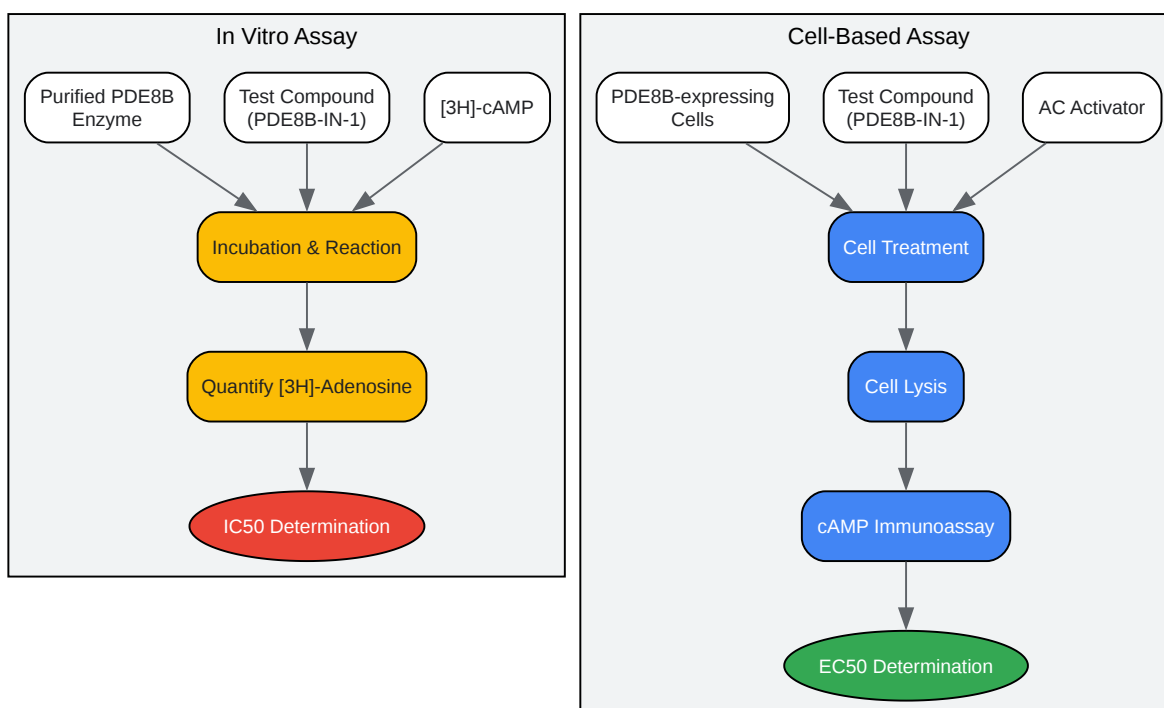 In Vitro Assay
Purified PDE8B
Enzyme
Test Compound
(PDE8B-IN-1)
[3H]-cAMP
Incubation & Reaction
Quantify [3H]-Adenosine
IC50 Determination
Cell-Based Assay
PDE8B-expressing
Cells
Test Compound
(PDE8B-IN-1)
AC Activator
Cell Treatment
Cell Lysis
cAMP Immunoassay
EC50 Determination